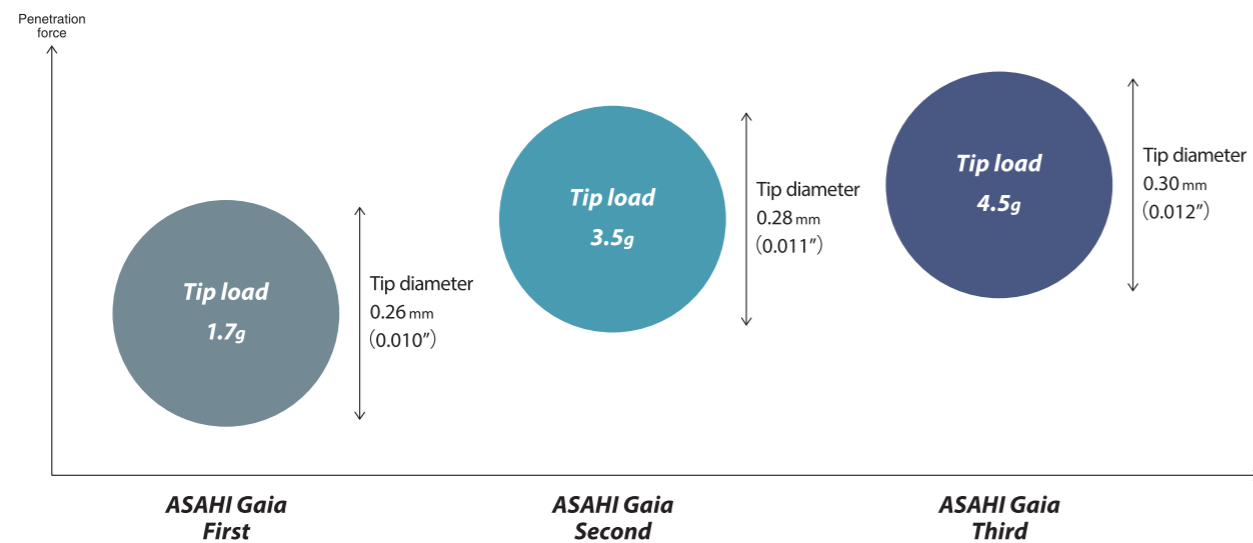 Penetration
force
Tip load
1.7g
Tip diameter
0.26 mm
(0.010”)
Tip load
3.5g
Tip diameter
0.28 mm
(0.011”)
Tip load
4.5g
Tip diameter
0.30 mm
(0.012”)
ASAHI Gaia
First
ASAHI Gaia
Second
ASAHI Gaia
Third